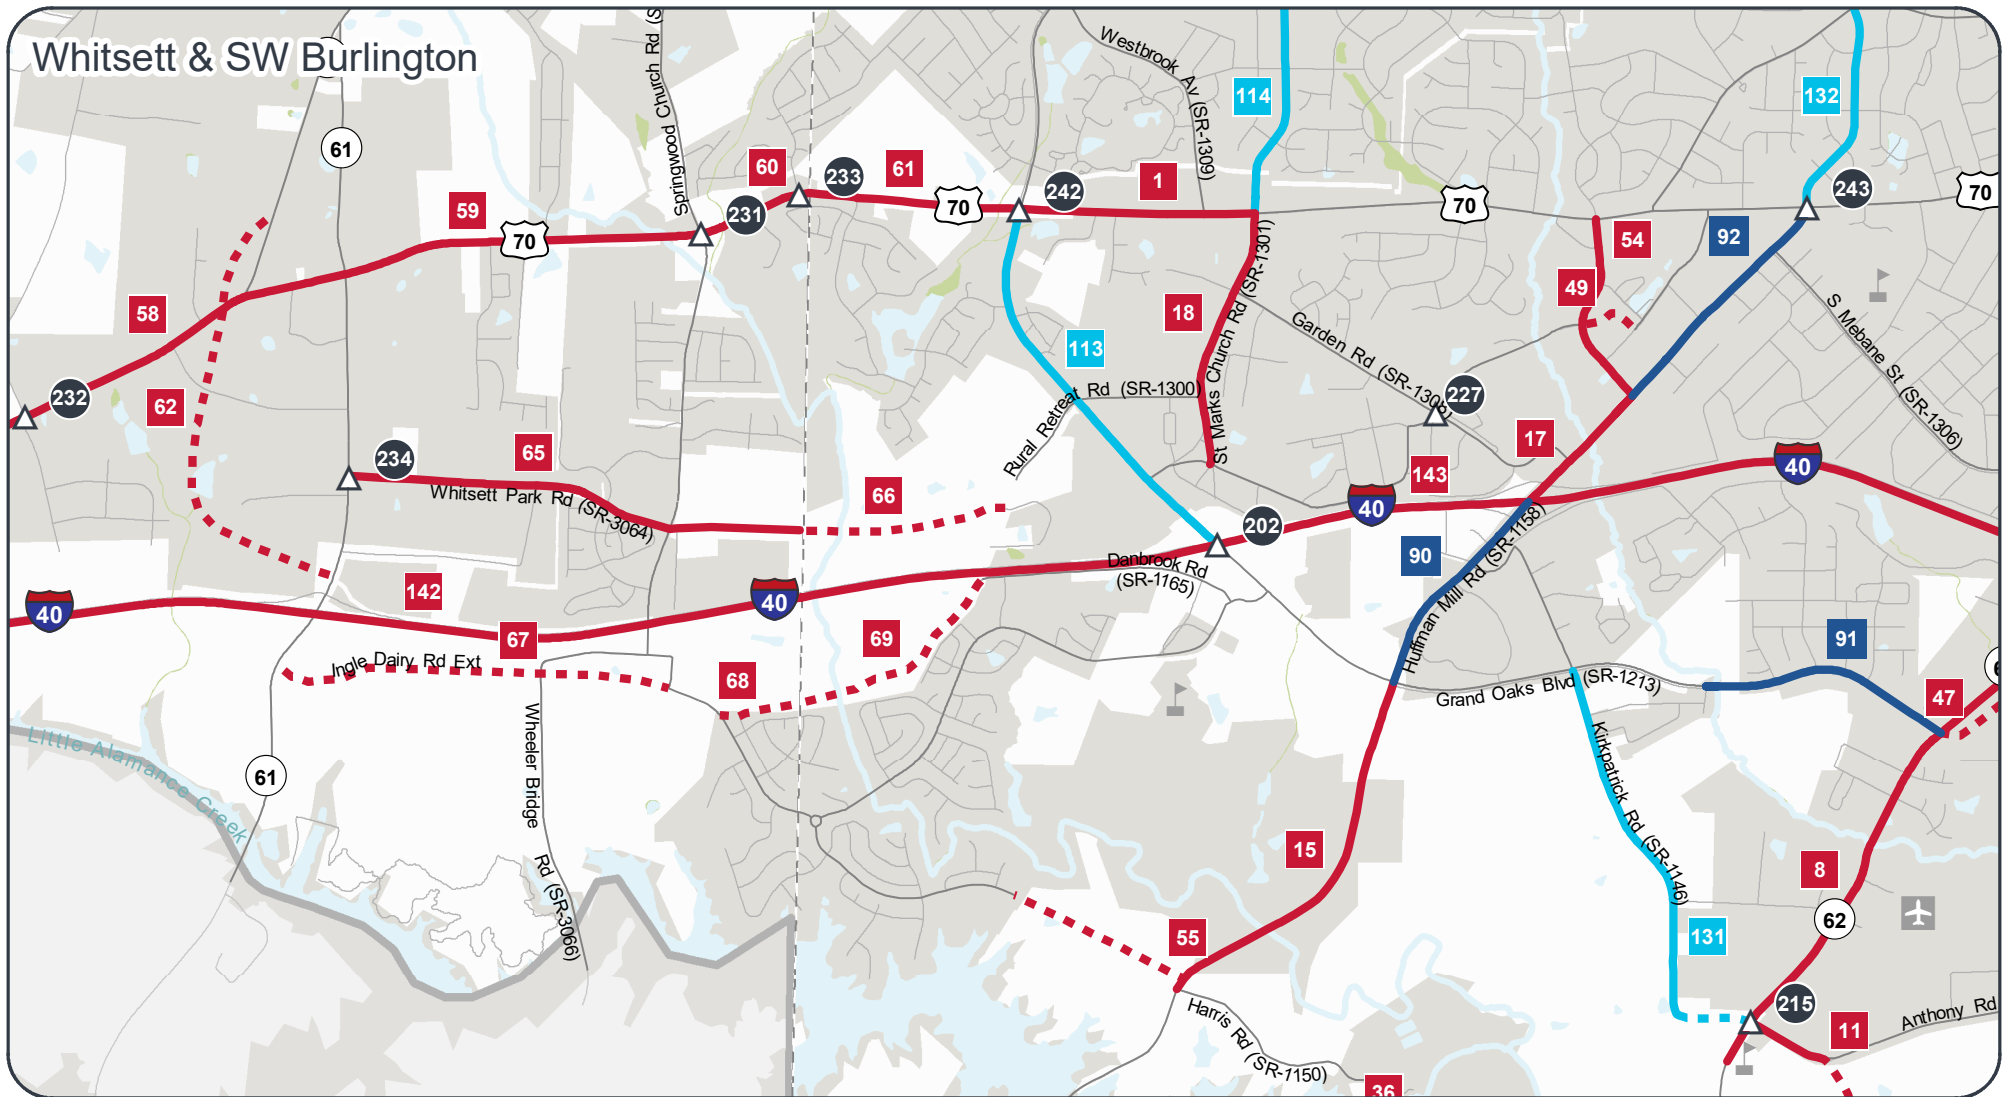 Whitsett & SW Burlington
Springwood Church Rd (S
Westbrook Av (SR-1309)
114
132
61
60
233
61
242
1
243
70
59
231
70
70
70
54
92
49
58
18
St Marks Church Rd (SR-1301)
Garden Rd (SR-1308)
S Mebane St (SR-1306)
113
232
62
Rural Retreat Rd (SR-1300)
227
234
65
17
143
40
Whitsett Park Rd (SR-3064)
66
40
202
90
Huffman Mill Rd (SR-1158)
Danbrook Rd
(SR-1165)
142
40
40
67
69
91
Ingle Dairy Rd Ext
68
Grand Oaks Blvd (SR-1213)
47
6
Little Alamance Creek
61
Wheeler Bridge
Rd (SR-3066)
Kirkpatrick Rd (SR-1146)
15
8
62
55
131
215
Harris Rd (SR-1150)
11
Anthony Rd
36